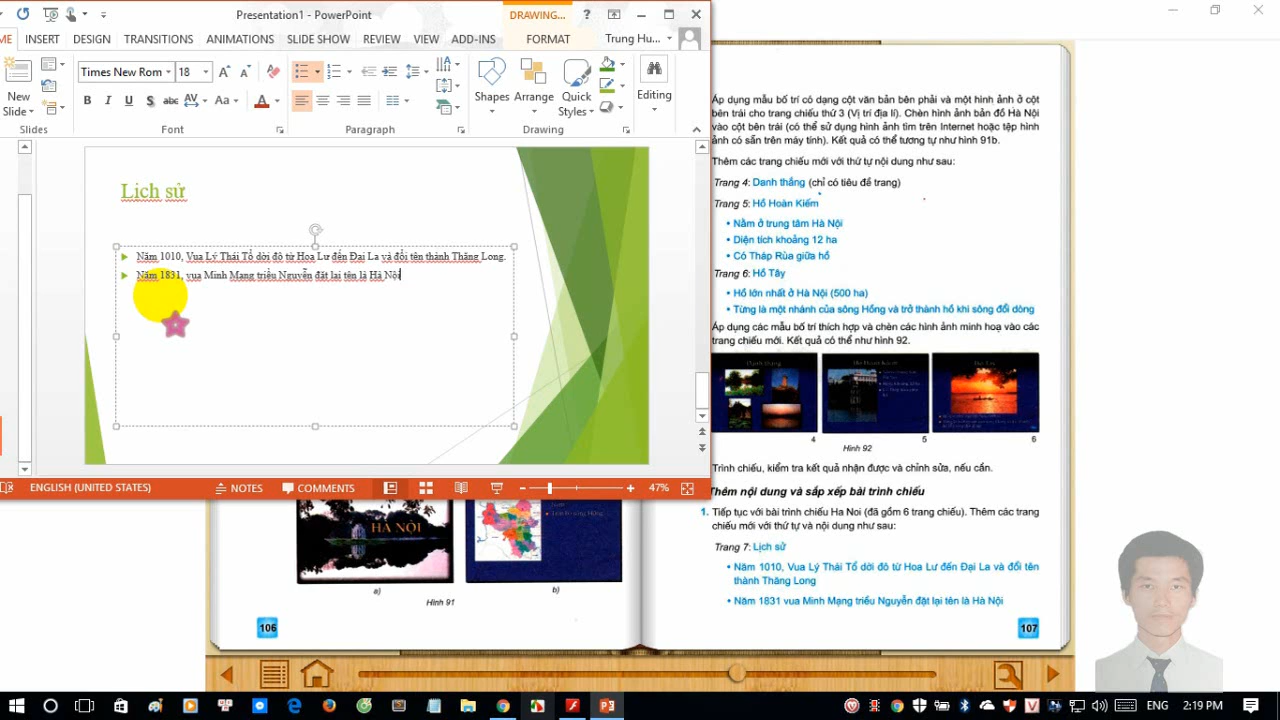 Presentation1 - PowerPoint
DRAWING...
?
INSERT
DESIGN
TRANSITIONS
ANIMATIONS
SLIDE SHOW
REVIEW
VIEW
ADD-INS
FORMAT
Trung Hu...
New
Slide
Slides
Times New Rom
18
B I U S abc AV Aa A
Font
Paragraph
Shapes
Arrange
Quick
Styles
Drawing
Editing
Lịch sử
Năm 1010, Vua Lý Thái Tổ dời đô từ Hoa Lư đến Đại La và đổi tên thành Thăng Long.
Năm 1831, vua Minh Mạng triều Nguyễn đặt lại tên là Hà Nội
ENGLISH (UNITED STATES)
NOTES
COMMENTS
47%
Áp dụng mẫu bố trí có dạng cột văn bản bên phải và một hình ảnh ở cột
bên trái cho trang chiếu thứ 3 (Vị trí địa lí). Chèn hình ảnh bản đồ Hà Nội
vào cột bên trái (có thể sử dụng hình ảnh tìm trên Internet hoặc tệp hình
ảnh có sẵn trên máy tính). Kết quả có thể tương tự như hình 91b.
Thêm các trang chiếu mới với thứ tự nội dung như sau:
Trang 4: Danh thắng (chỉ có tiêu đề trang)
Trang 5: Hồ Hoàn Kiếm
• Nằm ở trung tâm Hà Nội
• Diện tích khoảng 12 ha
• Có Tháp Rùa giữa hồ
Trang 6: Hồ Tây
• Hồ lớn nhất ở Hà Nội (500 ha)
• Từng là một nhánh của sông Hồng và trở thành hồ khi sông đổi dòng
Áp dụng các mẫu bố trí thích hợp và chèn các hình ảnh minh hoạ vào các
trang chiếu mới. Kết quả có thể như hình 92.
4
5
6
Hình 92
Trình chiếu, kiểm tra kết quả nhận được và chỉnh sửa, nếu cần.
Thêm nội dung và sắp xếp bài trình chiếu
1. Tiếp tục với bài trình chiếu Ha Noi (đã gồm 6 trang chiếu). Thêm các trang
chiếu mới với thứ tự và nội dung như sau:
Trang 7: Lịch sử
• Năm 1010, Vua Lý Thái Tổ dời đô từ Hoa Lư đến Đại La và đổi tên
thành Thăng Long
• Năm 1831 vua Minh Mạng triều Nguyễn đặt lại tên là Hà Nội
HÀ NỘI
a)
b)
Hình 91
106
107
ENG
2:19 PM